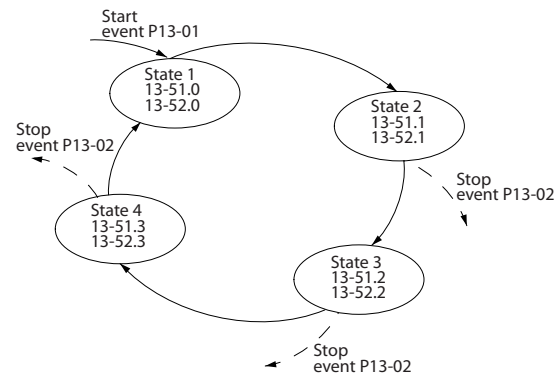 Start
event P13-01
State 1
13-51.0
13-52.0
State 2
13-51.1
13-52.1
Stop
event P13-02
Stop
event P13-02
State 4
13-51.3
13-52.3
State 3
13-51.2
13-52.2
Stop
event P13-02